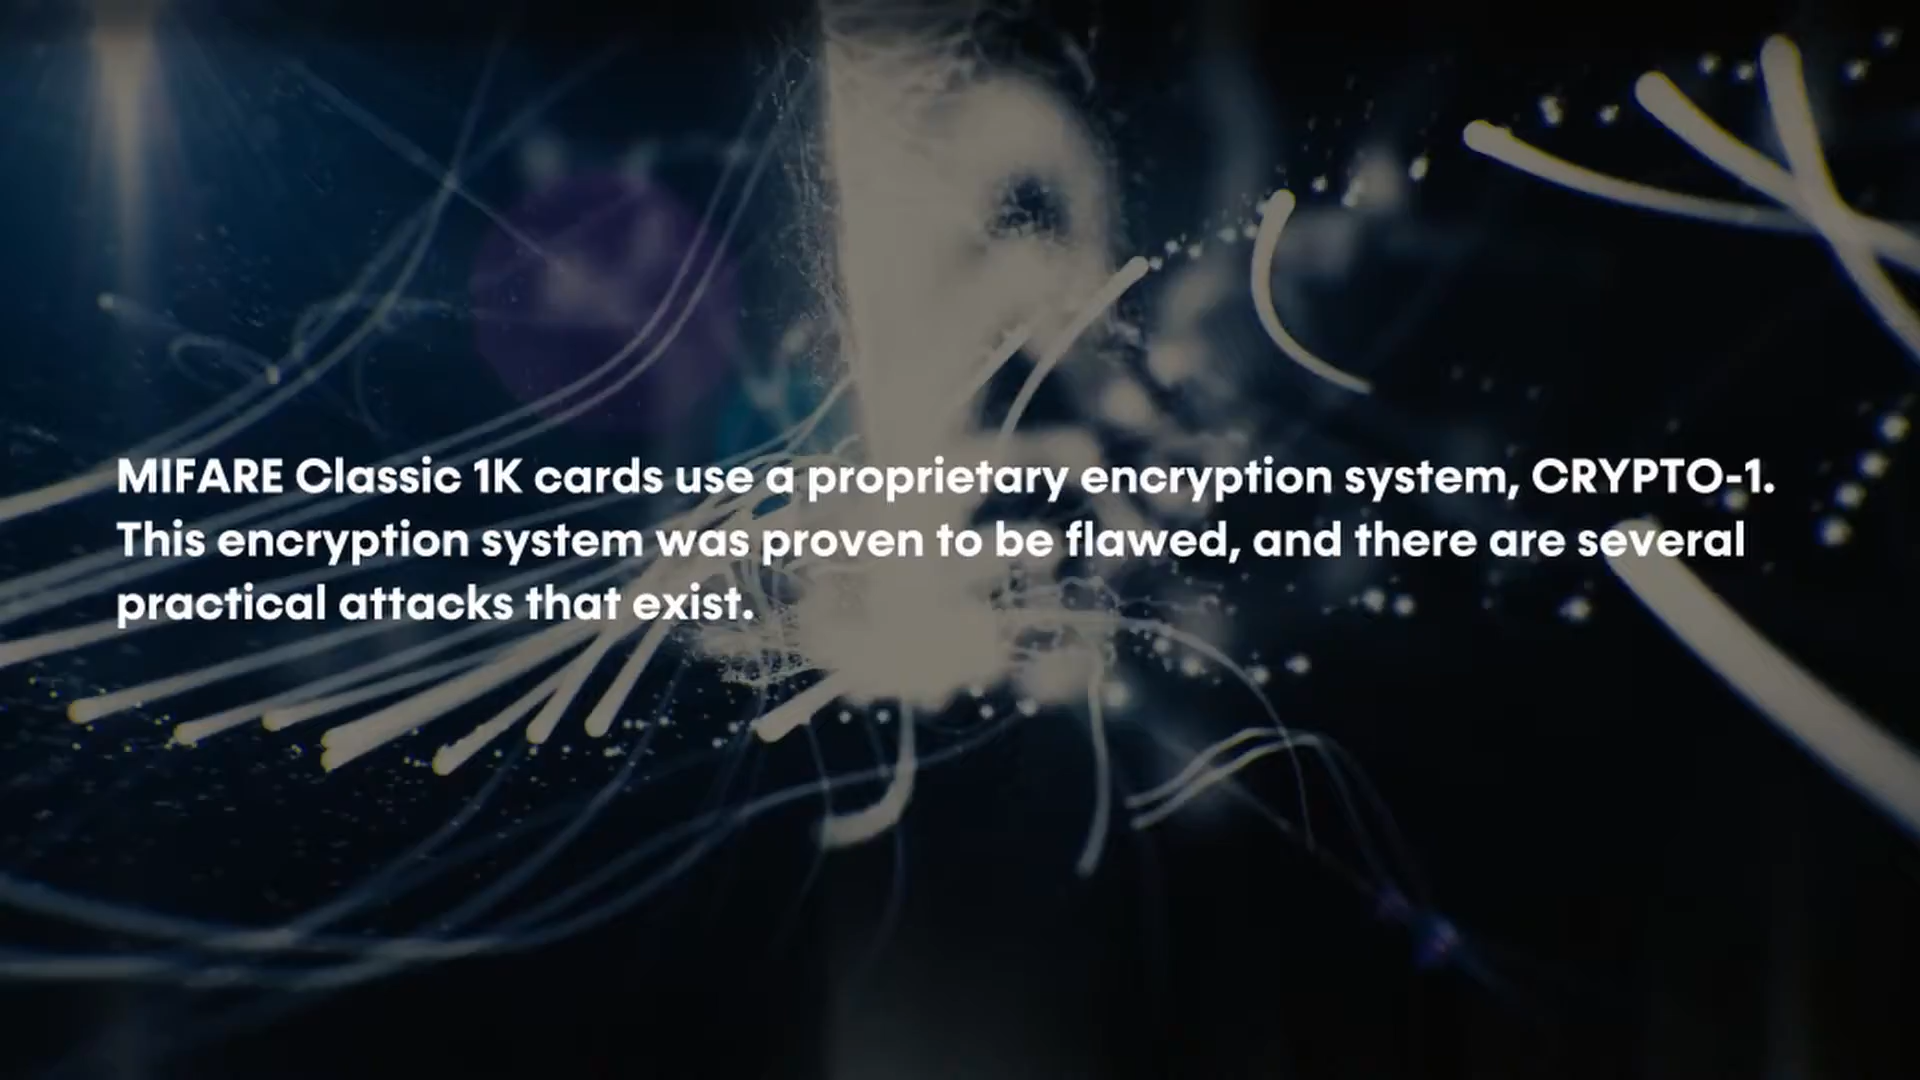 MIFARE Classic 1K cards use a proprietary encryption system, CRYPTO-1.
This encryption system was proven to be flawed, and there are several
practical attacks that exist.